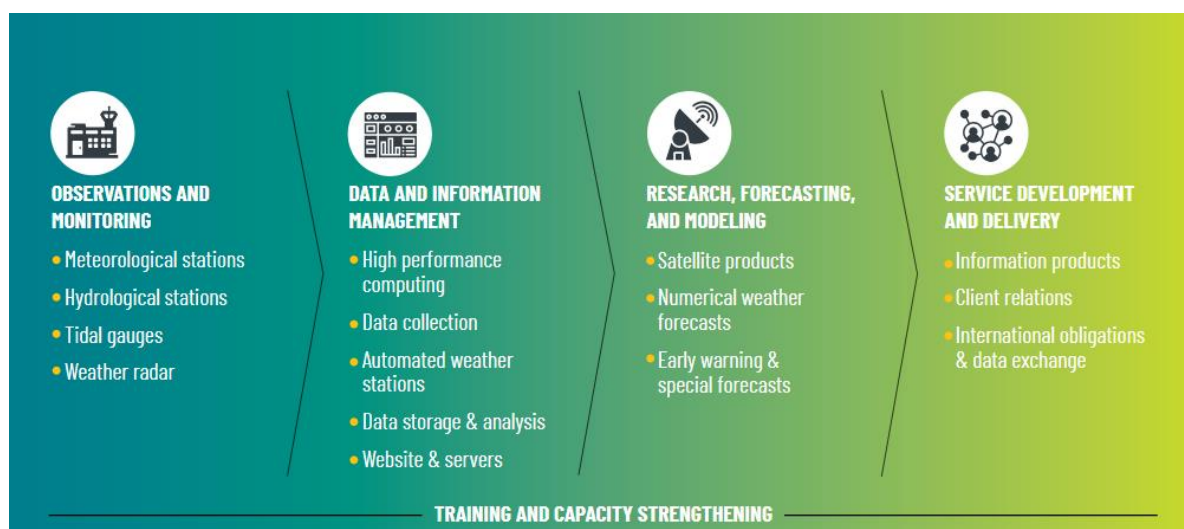 OBSERVATIONS AND
MONITORING
• Meteorological stations
• Hydrological stations
• Tidal gauges
• Weather radar
DATA AND INFORMATION
MANAGEMENT
• High performance
computing
• Data collection
• Automated weather
stations
• Data storage & analysis
• Website & servers
RESEARCH, FORECASTING,
AND MODELING
• Satellite products
• Numerical weather
forecasts
• Early warning &
special forecasts
SERVICE DEVELOPMENT
AND DELIVERY
• Information products
• Client relations
• International obligations
& data exchange
TRAINING AND CAPACITY STRENGTHENING